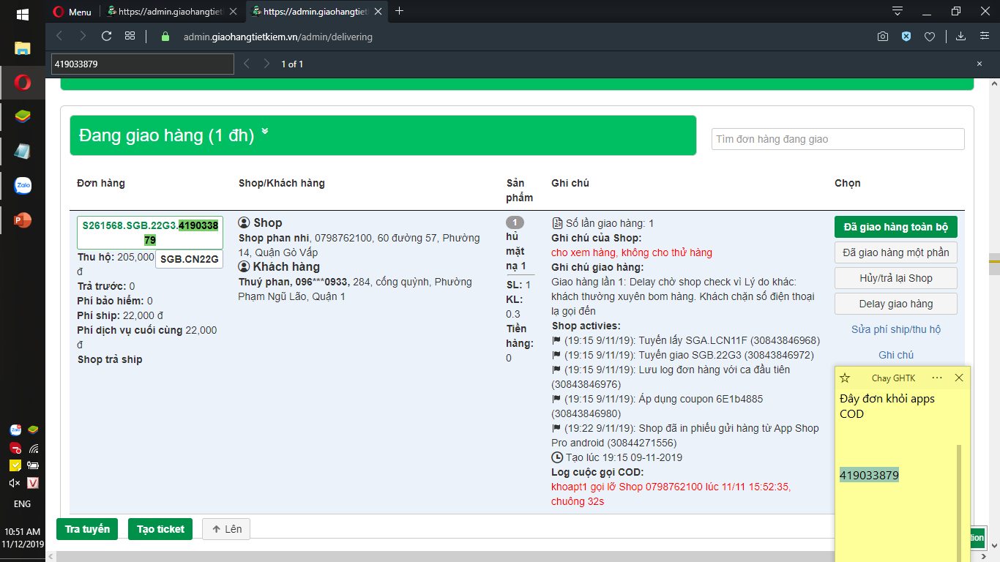 Menu
https://admin.giaohangtietl
https://admin.giaohangtietl
admin.giaohangtietkiem.vn/admin/delivering
419033879
1 of 1
Đang giao hàng (1 đh)
Tìm đơn hàng đang giao
Đơn hàng
Shop/Khách hàng
Sản
phẩm
Ghi chú
Chọn
S261568.SGB.22G3.4190338
79
Thu hộ: 205,000
đ
SGB.CN22G
Trả trước: 0
Phí bảo hiểm: 0
Phí ship: 22,000 đ
Phí dịch vụ cuối cùng 22,000
đ
Shop trả ship
Shop
Shop phan nhi, 0798762100, 60 đường 57, Phường
14, Quận Gò Vấp
Khách hàng
Thuý phan, 096***0933, 284, cống quỳnh, Phường
Phạm Ngũ Lão, Quận 1
1
hủ
mặt
nạ 1
SL: 1
KL:
0.3
Tiền
hàng:
0
Số lần giao hàng: 1
Ghi chú của Shop:
cho xem hàng, không cho thử hàng
Ghi chú giao hàng:
Giao hàng lần 1: Delay chờ shop check vì Lý do khác:
khách thường xuyên bom hàng. Khách chặn số điện thoại
lạ gọi đến
Shop activies:
(19:15 9/11/19): Tuyến lấy SGA.LCN11F (30843846968)
(19:15 9/11/19): Tuyến giao SGB.22G3 (30843846972)
(19:15 9/11/19): Lưu log đơn hàng với ca đầu tiên
(30843846976)
(19:15 9/11/19): Áp dụng coupon 6E1b4885
(30843846980)
(19:22 9/11/19): Shop đã in phiếu gửi hàng từ App Shop
Pro android (30844271556)
Tạo lúc 19:15 09-11-2019
Log cuộc gọi COD:
khoapt1 gọi lỡ Shop 0798762100 lúc 11/11 15:52:35,
chuông 32s
Đã giao hàng toàn bộ
Đã giao hàng một phần
Hủy/trả lại Shop
Delay giao hàng
Sửa phí ship/thu hộ
Ghi chú
Chay GHTK
Đây đơn khỏi apps
COD
419033879
Tra tuyến
Tạo ticket
Lên
tion
Zalo
ENG
10:51 AM
11/12/2019